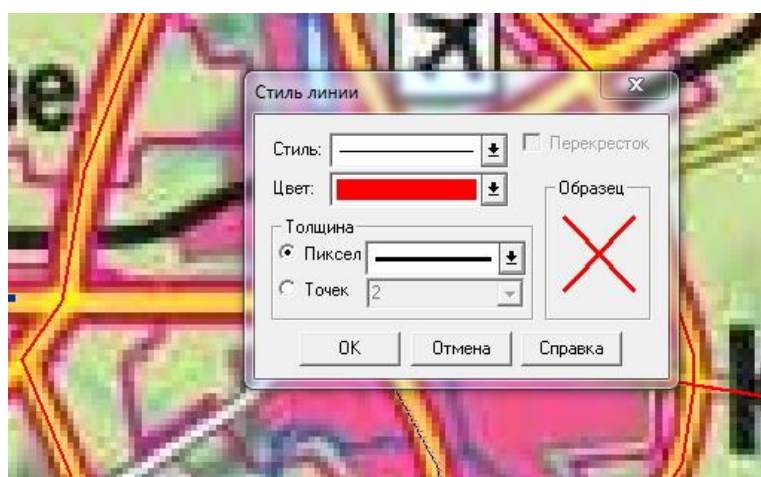 Стиль линии
Стиль:
Перекресток
Цвет:
Образец
Толщина
Пиксел
Точек 2
OK Отмена Справка